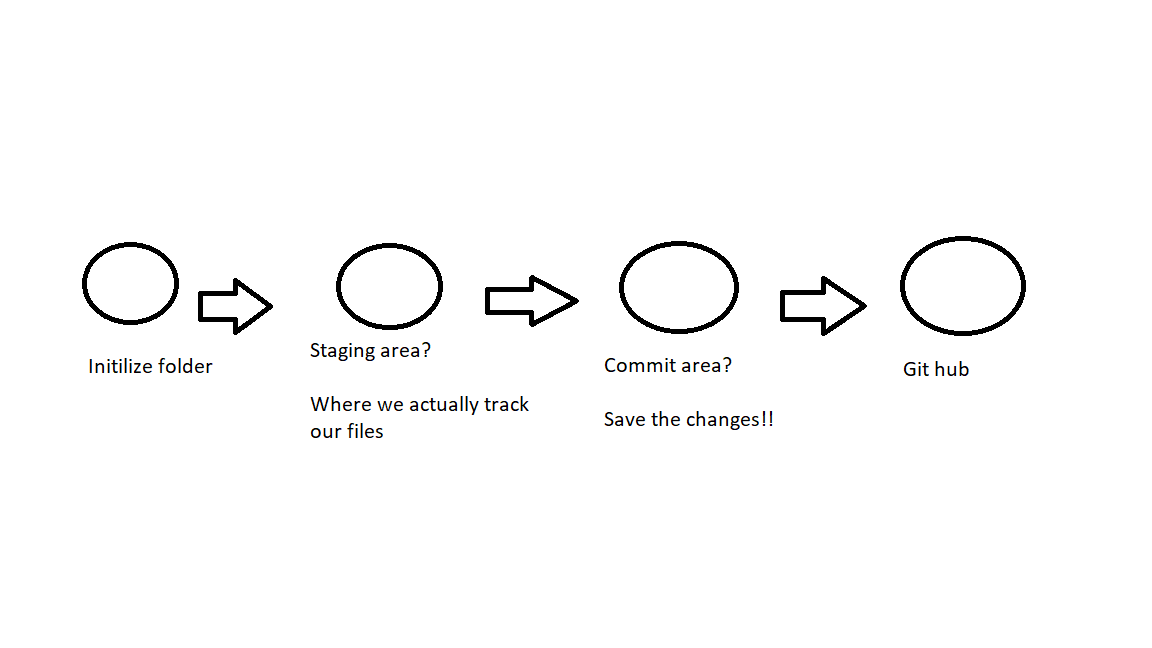 Initilize folder
Staging area?
Where we actually track
our files
Commit area?
Save the changes!!
Git hub